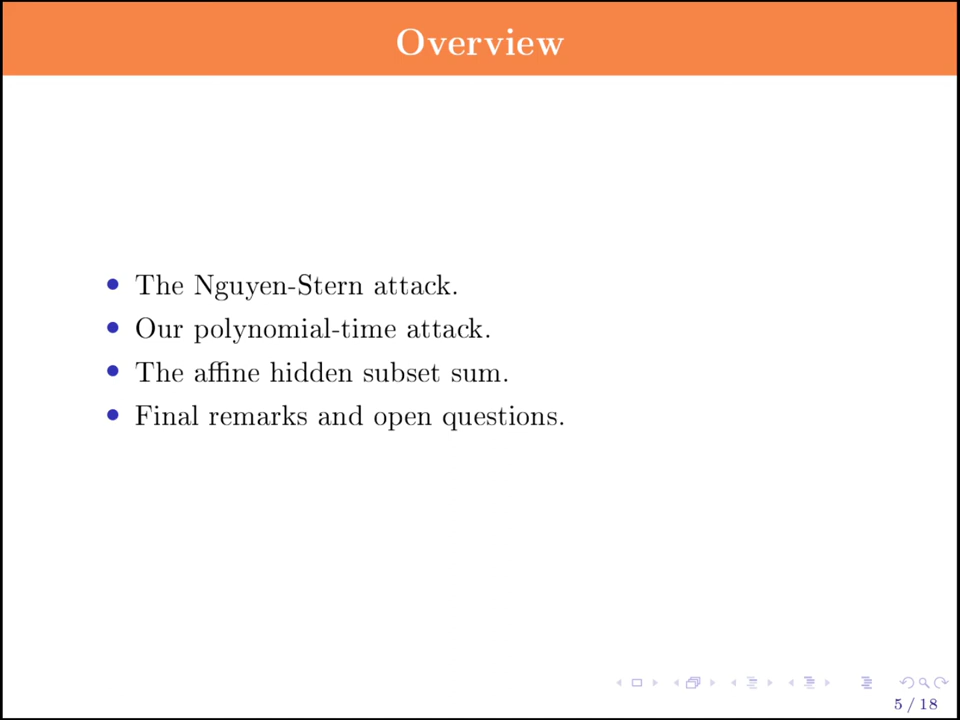 Overview
• The Nguyen-Stern attack.
• Our polynomial-time attack.
• The affine hidden subset sum.
• Final remarks and open questions.
5 / 18